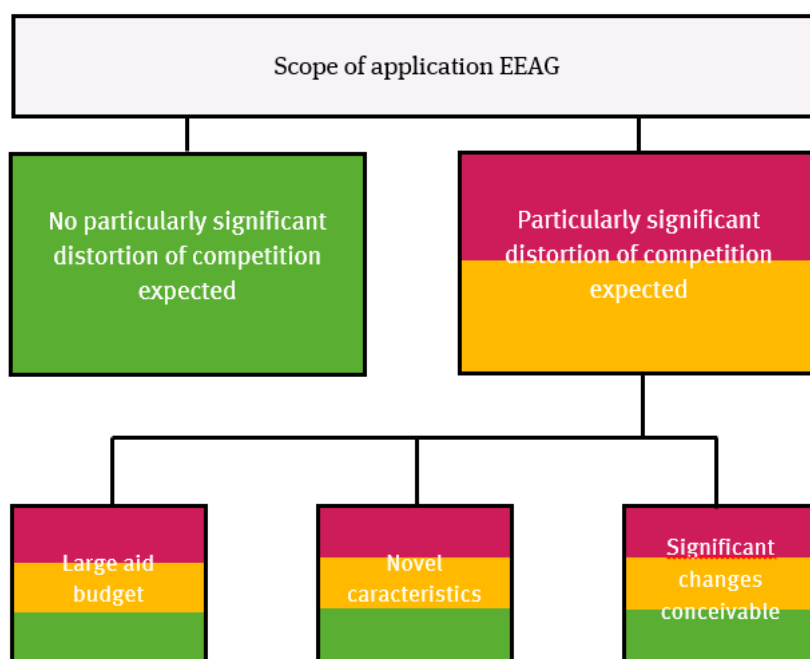 Scope of application EEAG
No particularly significant
distortion of competition
expected
Particularly significant
distortion of competition
expected
Large aid
budget
Novel
caracteristics
Significant
changes
conceivable